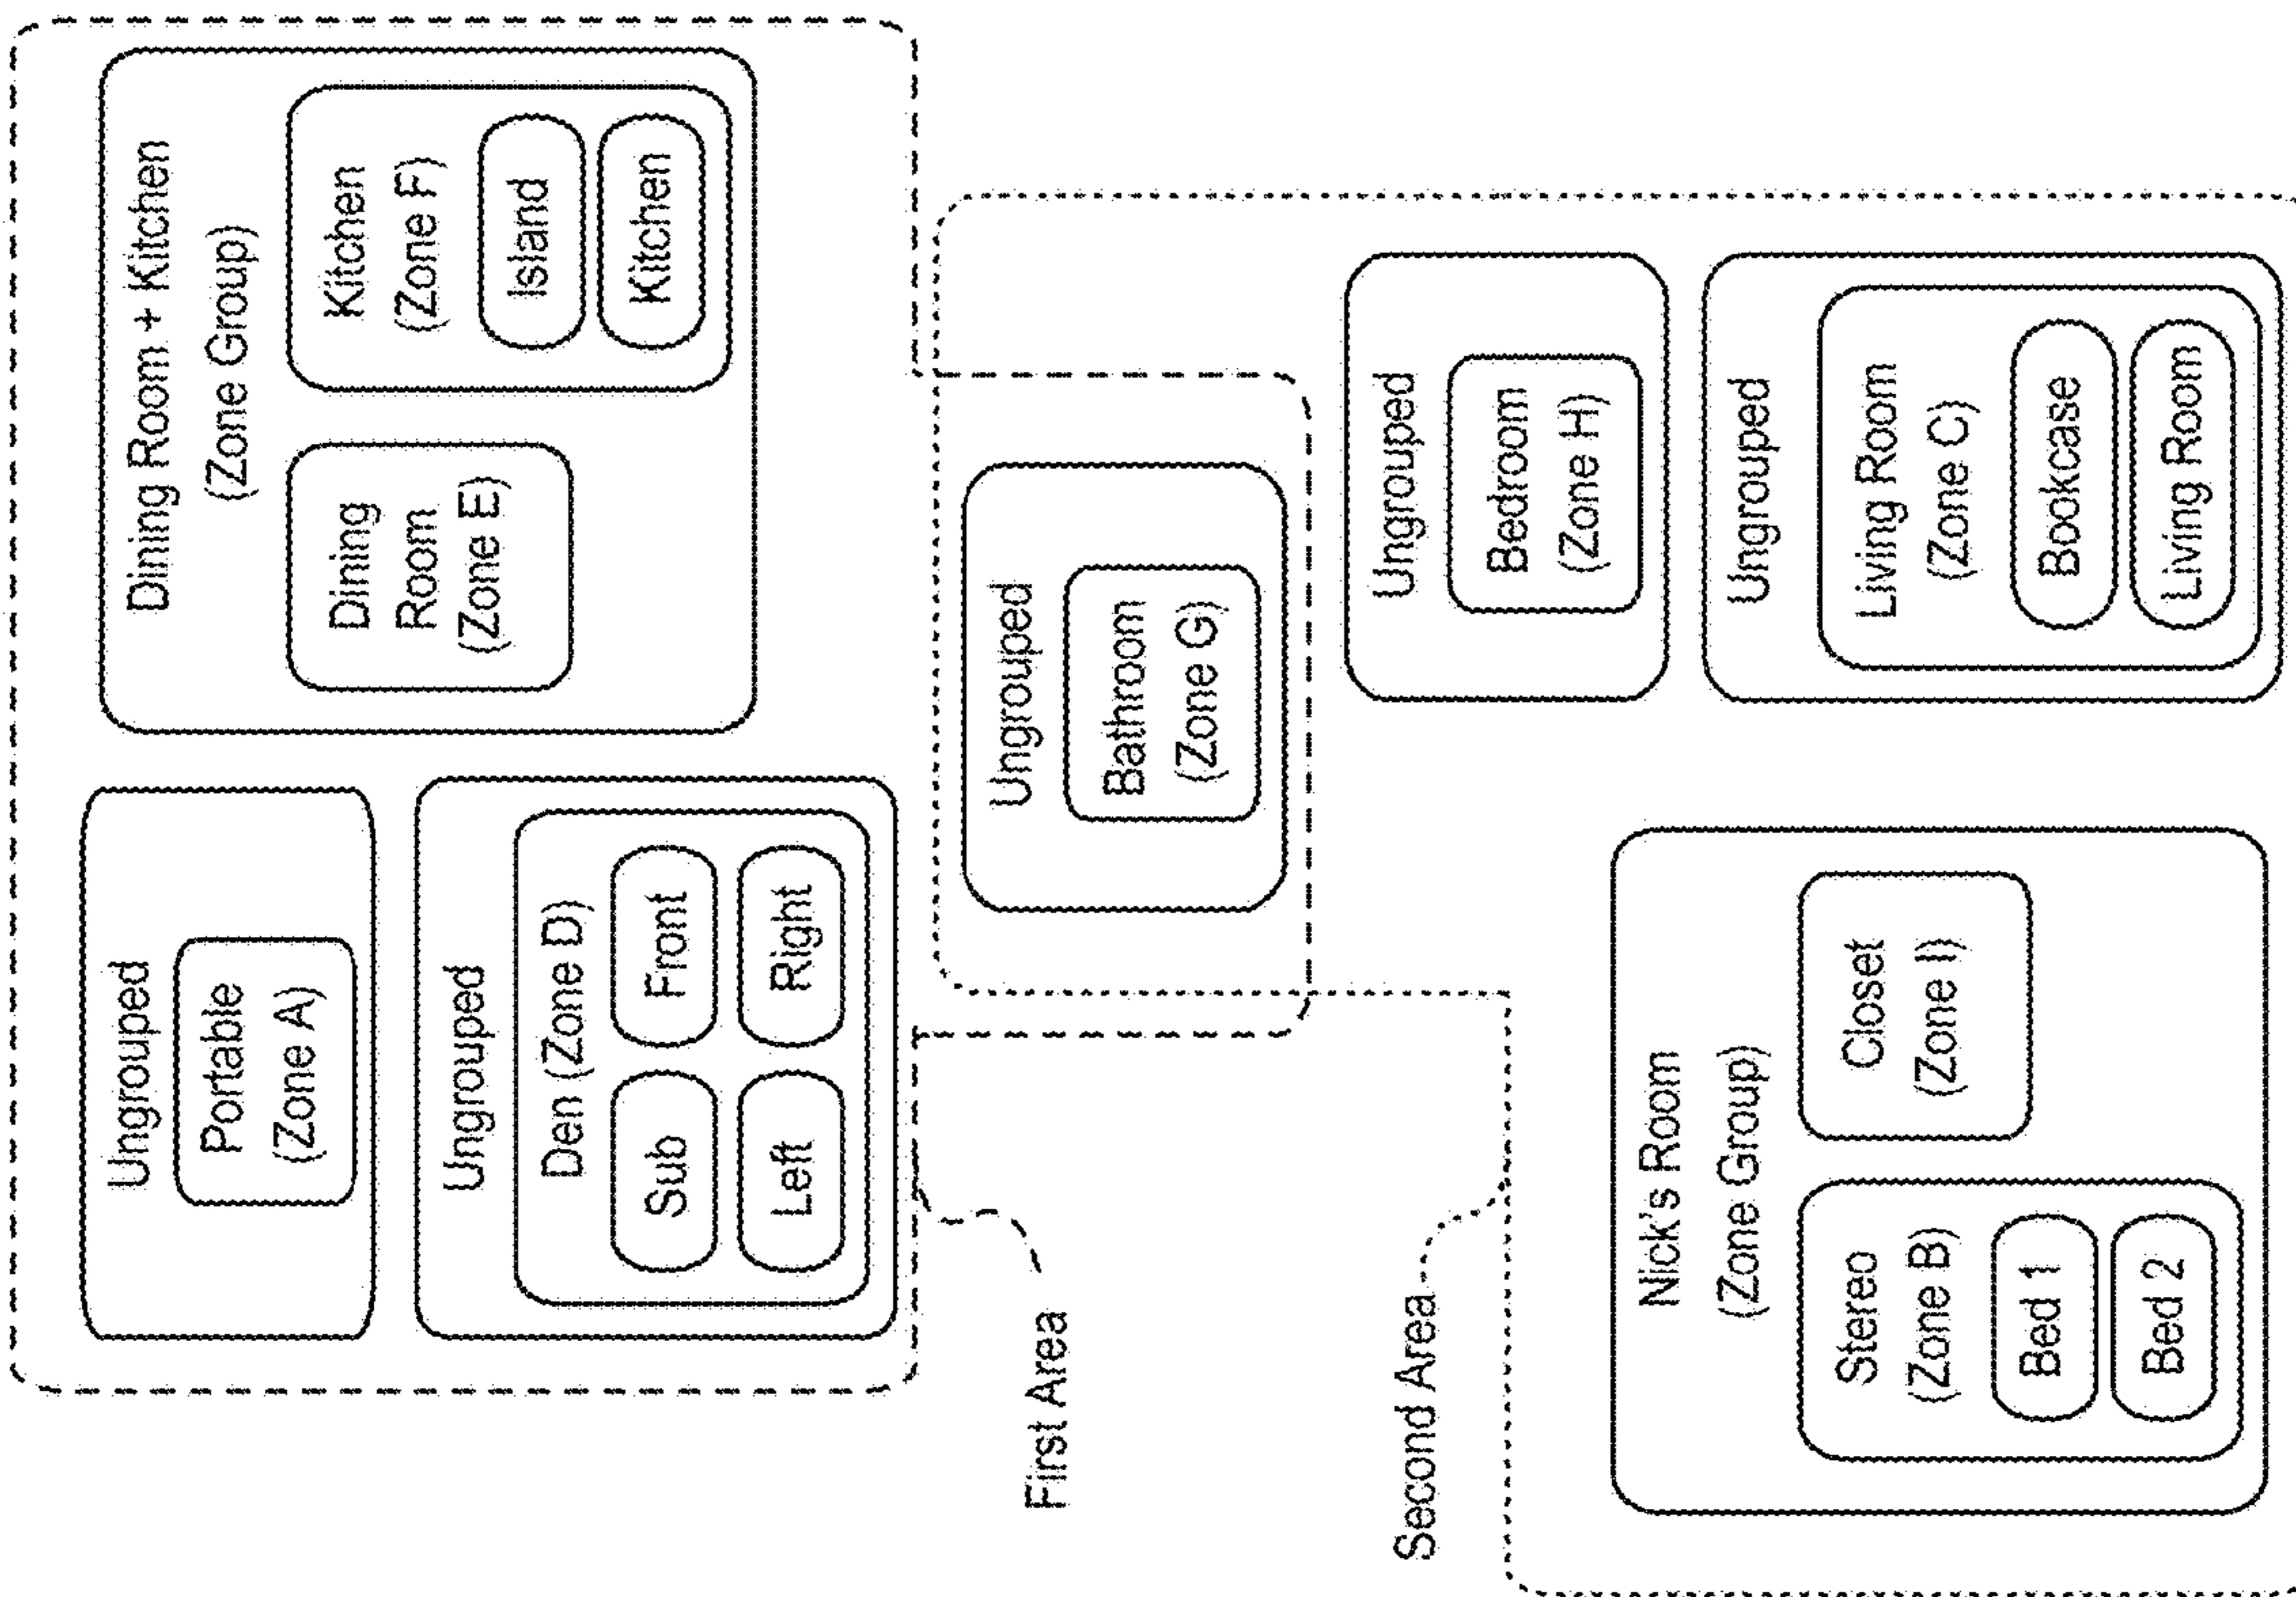 Ungrouped
Portable
(Zone A)
Dining Room + Kitchen
(Zone Group)
Dining
Room
(Zone E)
Kitchen
(Zone F)
Island
Kitchen
Ungrouped
Den (Zone D)
Sub
Front
Left
Right
First Area
Ungrouped
Bathroom
(Zone G)
Second Area
Ungrouped
Bedroom
(Zone H)
Nick's Room
(Zone Group)
Stereo
(Zone B)
Bed 1
Bed 2
Closet
(Zone I)
Ungrouped
Living Room
(Zone C)
Bookcase
Living Room